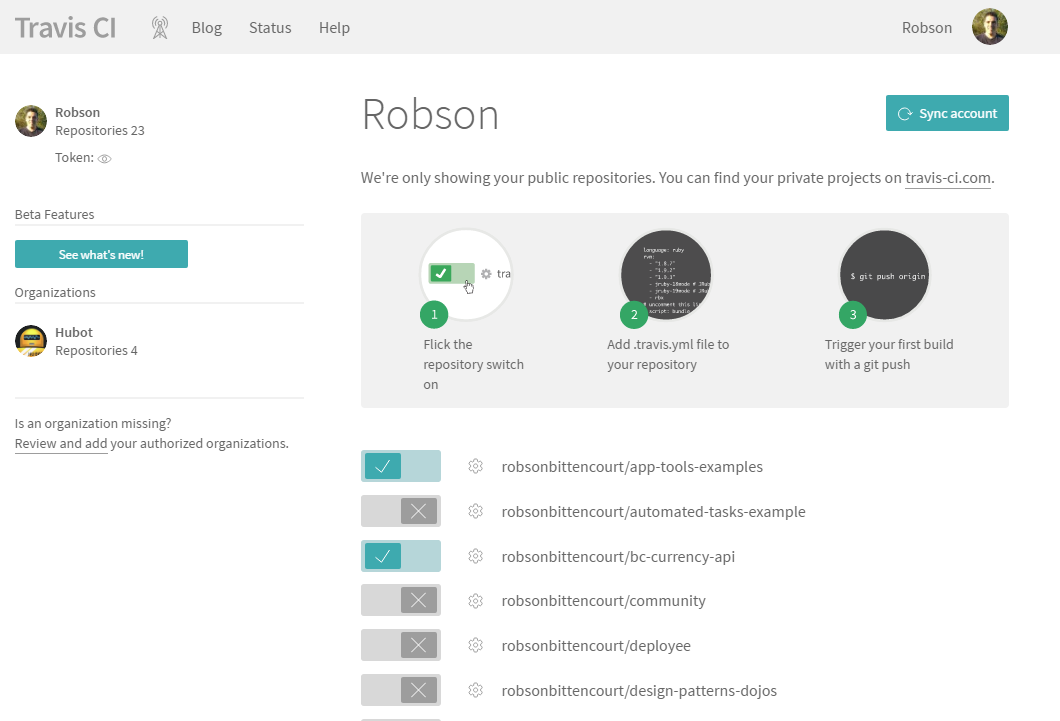 Travis CI
Blog
Status
Help
Robson
Robson
Repositories 23
Token:
Beta Features
See what's new!
Organizations
Hubot
Repositories 4
Is an organization missing?
Review and add your authorized organizations.
Robson
Sync account
We're only showing your public repositories. You can find your private projects on travis-ci.com.
tra
1
Flick the
repository switch
on
language: ruby
rvm:
- "1.8.7"
- "1.9.2"
- "1.9.3"
- jruby-18mode # JRu
- jruby-19mode # JRu
- rbx
# uncomment this li
script: bundle
2
Add .travis.yml file to
your repository
$ git push origin
3
Trigger your first build
with a git push
robsonbittencourt/app-tools-examples
robsonbittencourt/automated-tasks-example
robsonbittencourt/bc-currency-api
robsonbittencourt/community
robsonbittencourt/deployee
robsonbittencourt/design-patterns-dojos